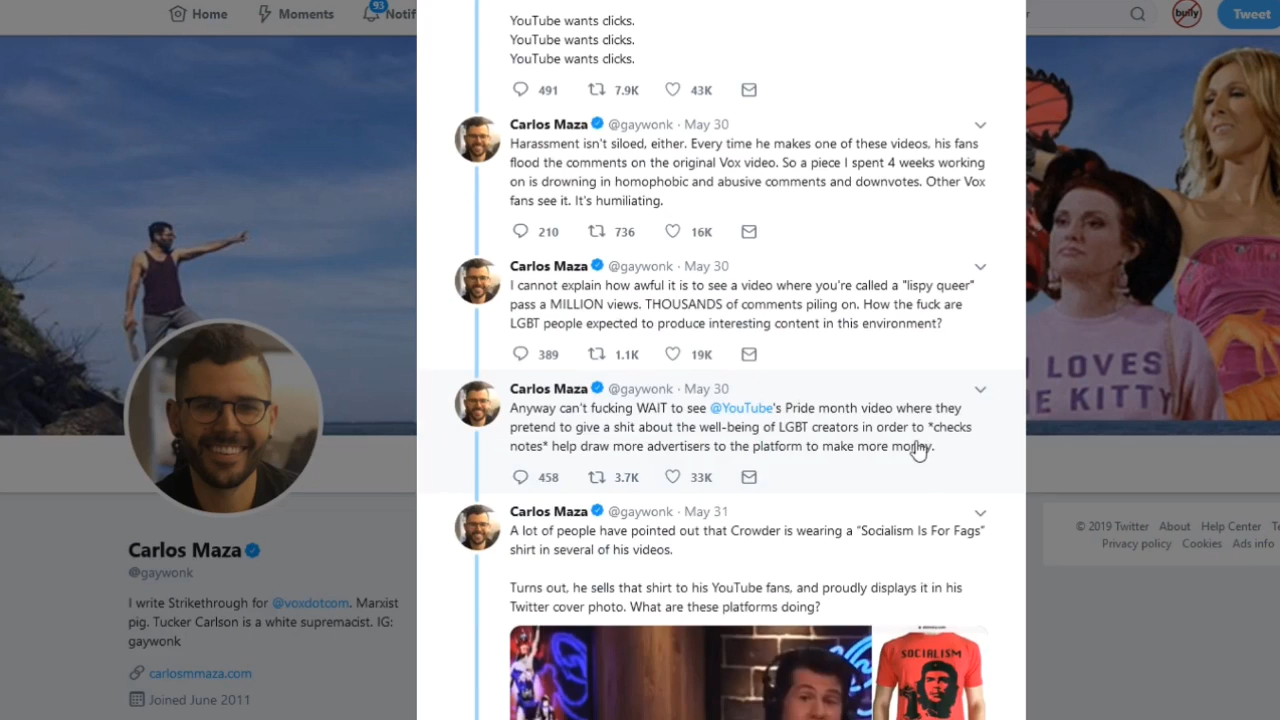 Home
Moments
93
Notif
bully
Tweet
YouTube wants clicks.
YouTube wants clicks.
YouTube wants clicks.
491 7.9K 43K
Carlos Maza @gaywonk · May 30
Harassment isn't siloed, either. Every time he makes one of these videos, his fans
flood the comments on the original Vox video. So a piece I spent 4 weeks working
on is drowning in homophobic and abusive comments and downvotes. Other Vox
fans see it. It's humiliating.
210 736 16K
Carlos Maza @gaywonk · May 30
I cannot explain how awful it is to see a video where you're called a "lispy queer"
pass a MILLION views. THOUSANDS of comments piling on. How the fuck are
LGBT people expected to produce interesting content in this environment?
389 1.1K 19K
Carlos Maza @gaywonk · May 30
Anyway can't fucking WAIT to see @YouTube's Pride month video where they
pretend to give a shit about the well-being of LGBT creators in order to *checks
notes* help draw more advertisers to the platform to make more money.
458 3.7K 33K
Carlos Maza @gaywonk · May 31
A lot of people have pointed out that Crowder is wearing a "Socialism Is For Fags"
shirt in several of his videos.
Turns out, he sells that shirt to his YouTube fans, and proudly displays it in his
Twitter cover photo. What are these platforms doing?
SOCIALISM
Carlos Maza
@gaywonk
I write Strikethrough for @voxdotcom. Marxist
pig. Tucker Carlson is a white supremacist. IG:
gaywonk
carlosmmaza.com
Joined June 2011
LOVES
E KITTY
© 2019 Twitter About Help Center
Privacy policy Cookies Ads info